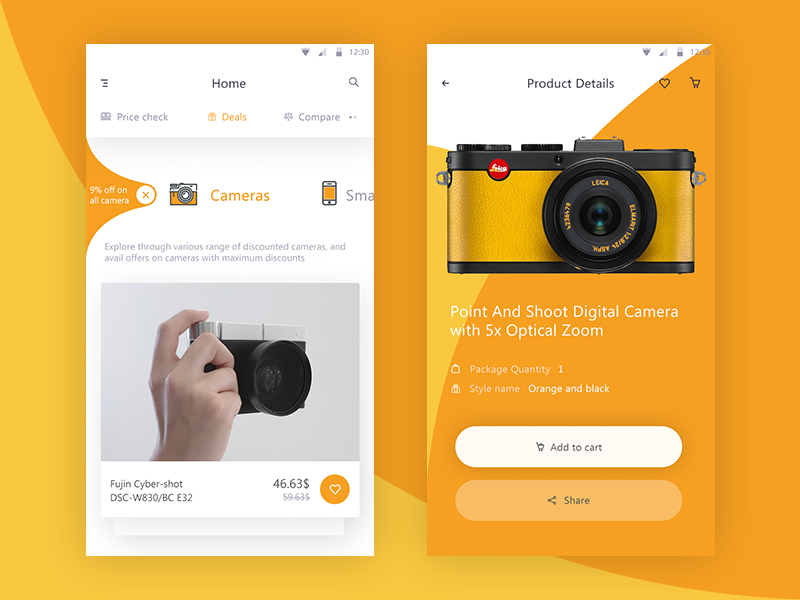 12:30
Home
Price check
Deals
Compare
9% off on
all camera
Cameras
Sma
Explore through various range of discounted cameras, and
avail offers on cameras with maximum discounts
Fujin Cyber-shot
DSC-W830/BC E32
46.63$
59.63$
12:30
Product Details
Leica
LEICA
ELMARIT 1:2.8/24 ASPH.
4236479
Point And Shoot Digital Camera
with 5x Optical Zoom
Package Quantity 1
Style name Orange and black
Add to cart
Share